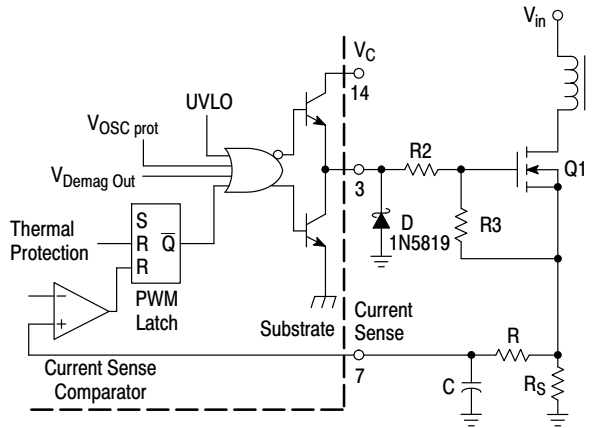 Vin
VC
14
UVLO
VOSC prot
VDemag Out
R2
Q1
3
Thermal
Protection
S
R
Q
R
D
1N5819
R3
PWM
Latch
Substrate
Current
Sense
−
+
7
R
C
RS
Current Sense
Comparator